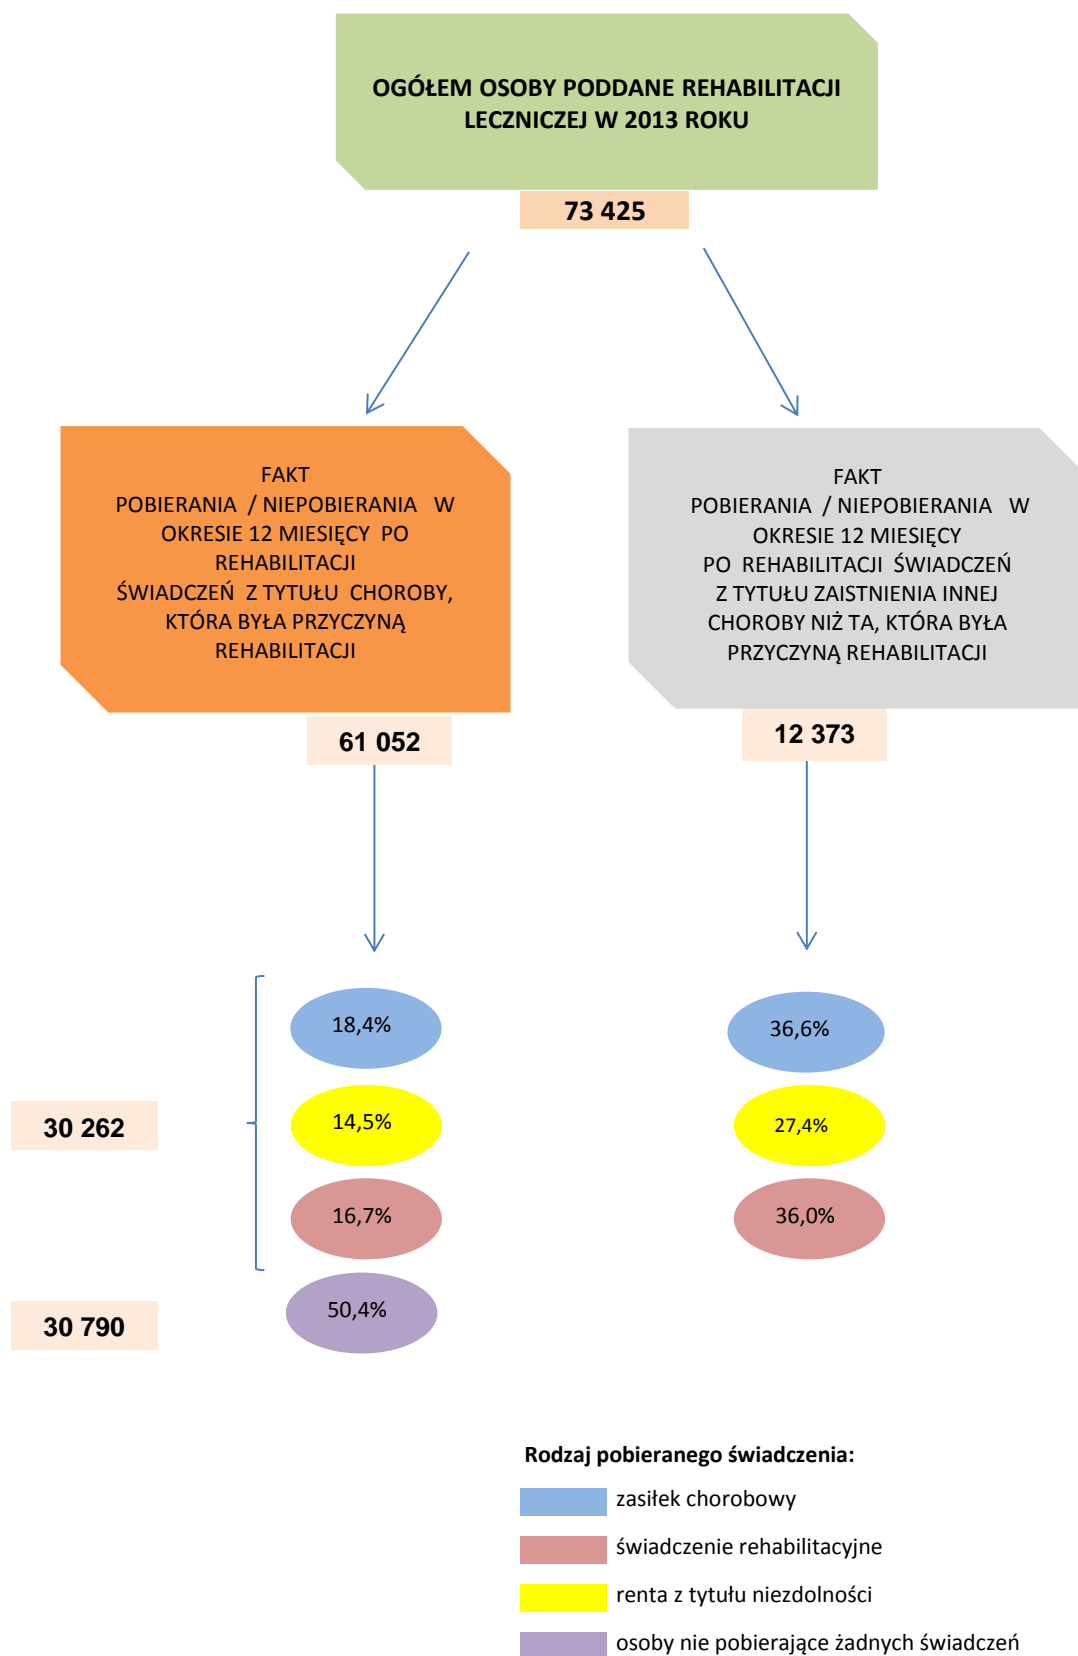 OGÓŁEM OSOBY PODDANE REHABILITACJI
LECZNICZEJ W 2013 ROKU
73 425
FAKT
POBIERANIA / NIEPOBIERANIA W
OKRESIE 12 MIESIĘCY PO
REHABILITACJI
ŚWIADCZEŃ Z TYTUŁU CHOROBY,
KTÓRA BYŁA PRZYCZYNĄ
REHABILITACJI
61 052
FAKT
POBIERANIA / NIEPOBIERANIA W
OKRESIE 12 MIESIĘCY
PO REHABILITACJI ŚWIADCZEŃ
Z TYTUŁU ZAISTNIENIA INNEJ
CHOROBY NIŻ TA, KTÓRA BYŁA
PRZYCZYNĄ REHABILITACJI
12 373
18,4%
14,5%
16,7%
30 262
50,4%
30 790
36,6%
27,4%
36,0%
Rodzaj pobieranego świadczenia:
zasiłek chorobowy
świadczenie rehabilitacyjne
renta z tytułu niezdolności
osoby nie pobierające żadnych świadczeń